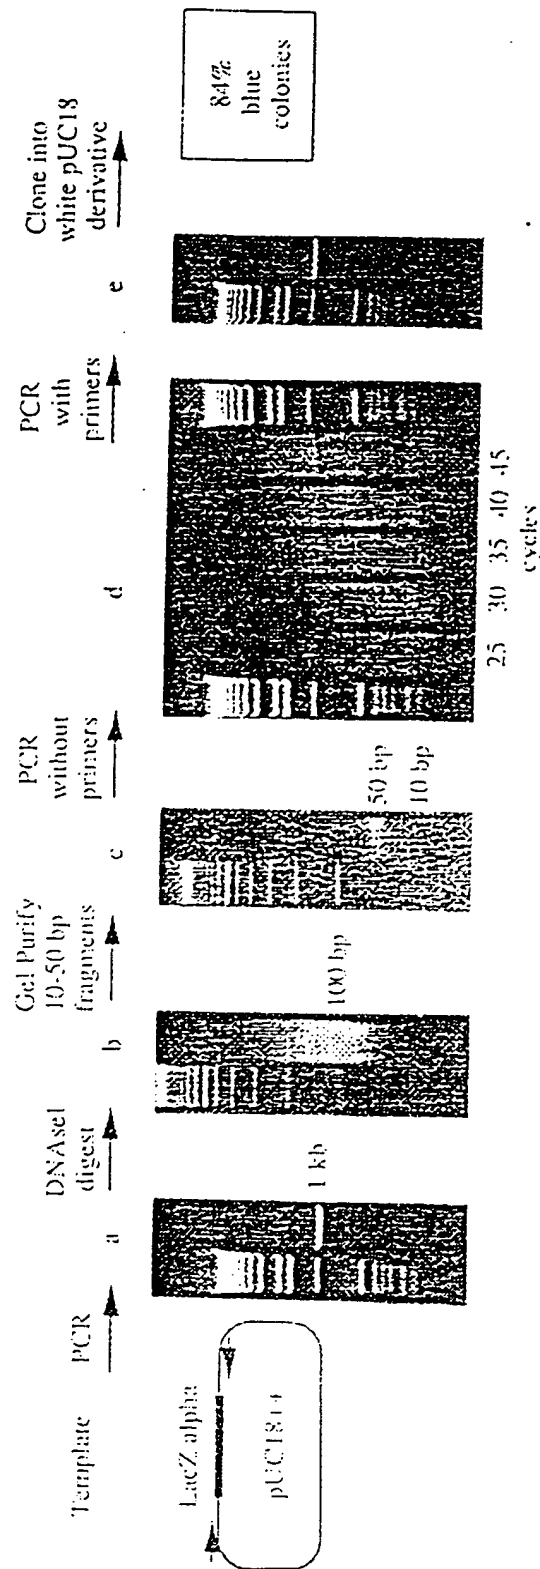 Template
LacZ alpha
PCR
a
1 kb
DNAseI
digest
b
100 bp
Gel Purify
10-50 bp
fragments
c
50 bp
10 bp
PCR
without
primers
d
25 30 35 40 45
cycles
PCR
with
primers
e
Clone into
white pUC18
derivative
84%
blue
colonies